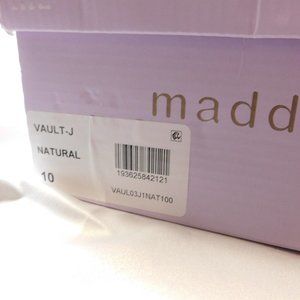 madd
VAULT-J
NATURAL
10
193625842121
VAUL03J1NAT100